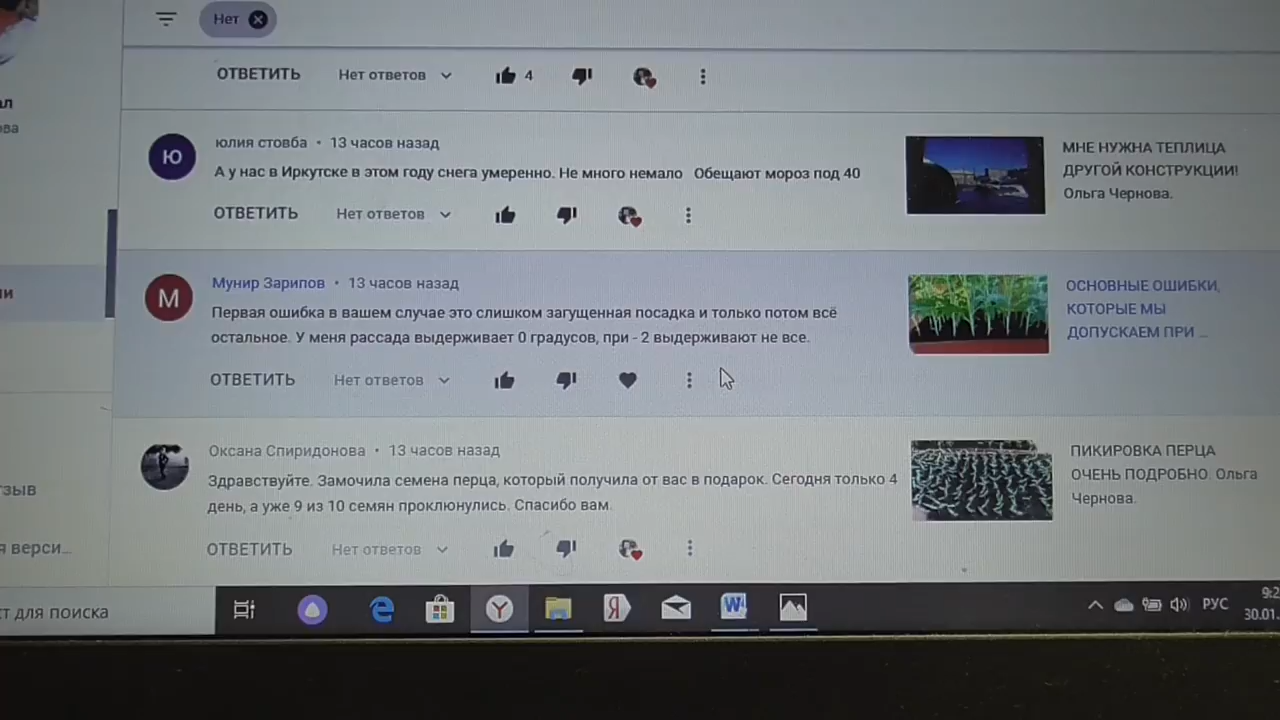 Нет
ОТВЕТИТЬ Нет ответов 4
юлия стовба • 13 часов назад
А у нас в Иркутске в этом году снега умеренно. Не много немало Обещают мороз под 40
ОТВЕТИТЬ Нет ответов
МНЕ НУЖНА ТЕПЛИЦА
ДРУГОЙ КОНСТРУКЦИИ!
Ольга Чернова.
Ю
Мунир Зарипов • 13 часов назад
Первая ошибка в вашем случае это слишком загущенная посадка и только потом всё
остальное. У меня рассада выдерживает 0 градусов, при - 2 выдерживают не все.
ОТВЕТИТЬ Нет ответов
ОСНОВНЫЕ ОШИБКИ,
КОТОРЫЕ МЫ
ДОПУСКАЕМ ПРИ ...
М
Оксана Спиридонова • 13 часов назад
Здравствуйте. Замочила семена перца, который получила от вас в подарок. Сегодня только 4
день, а уже 9 из 10 семян проклюнулись. Спасибо вам.
ОТВЕТИТЬ Нет ответов
ПИКИРОВКА ПЕРЦА
ОЧЕНЬ ПОДРОБНО. Ольга
Чернова.
я верси...
для поиска
РУС
30.01.